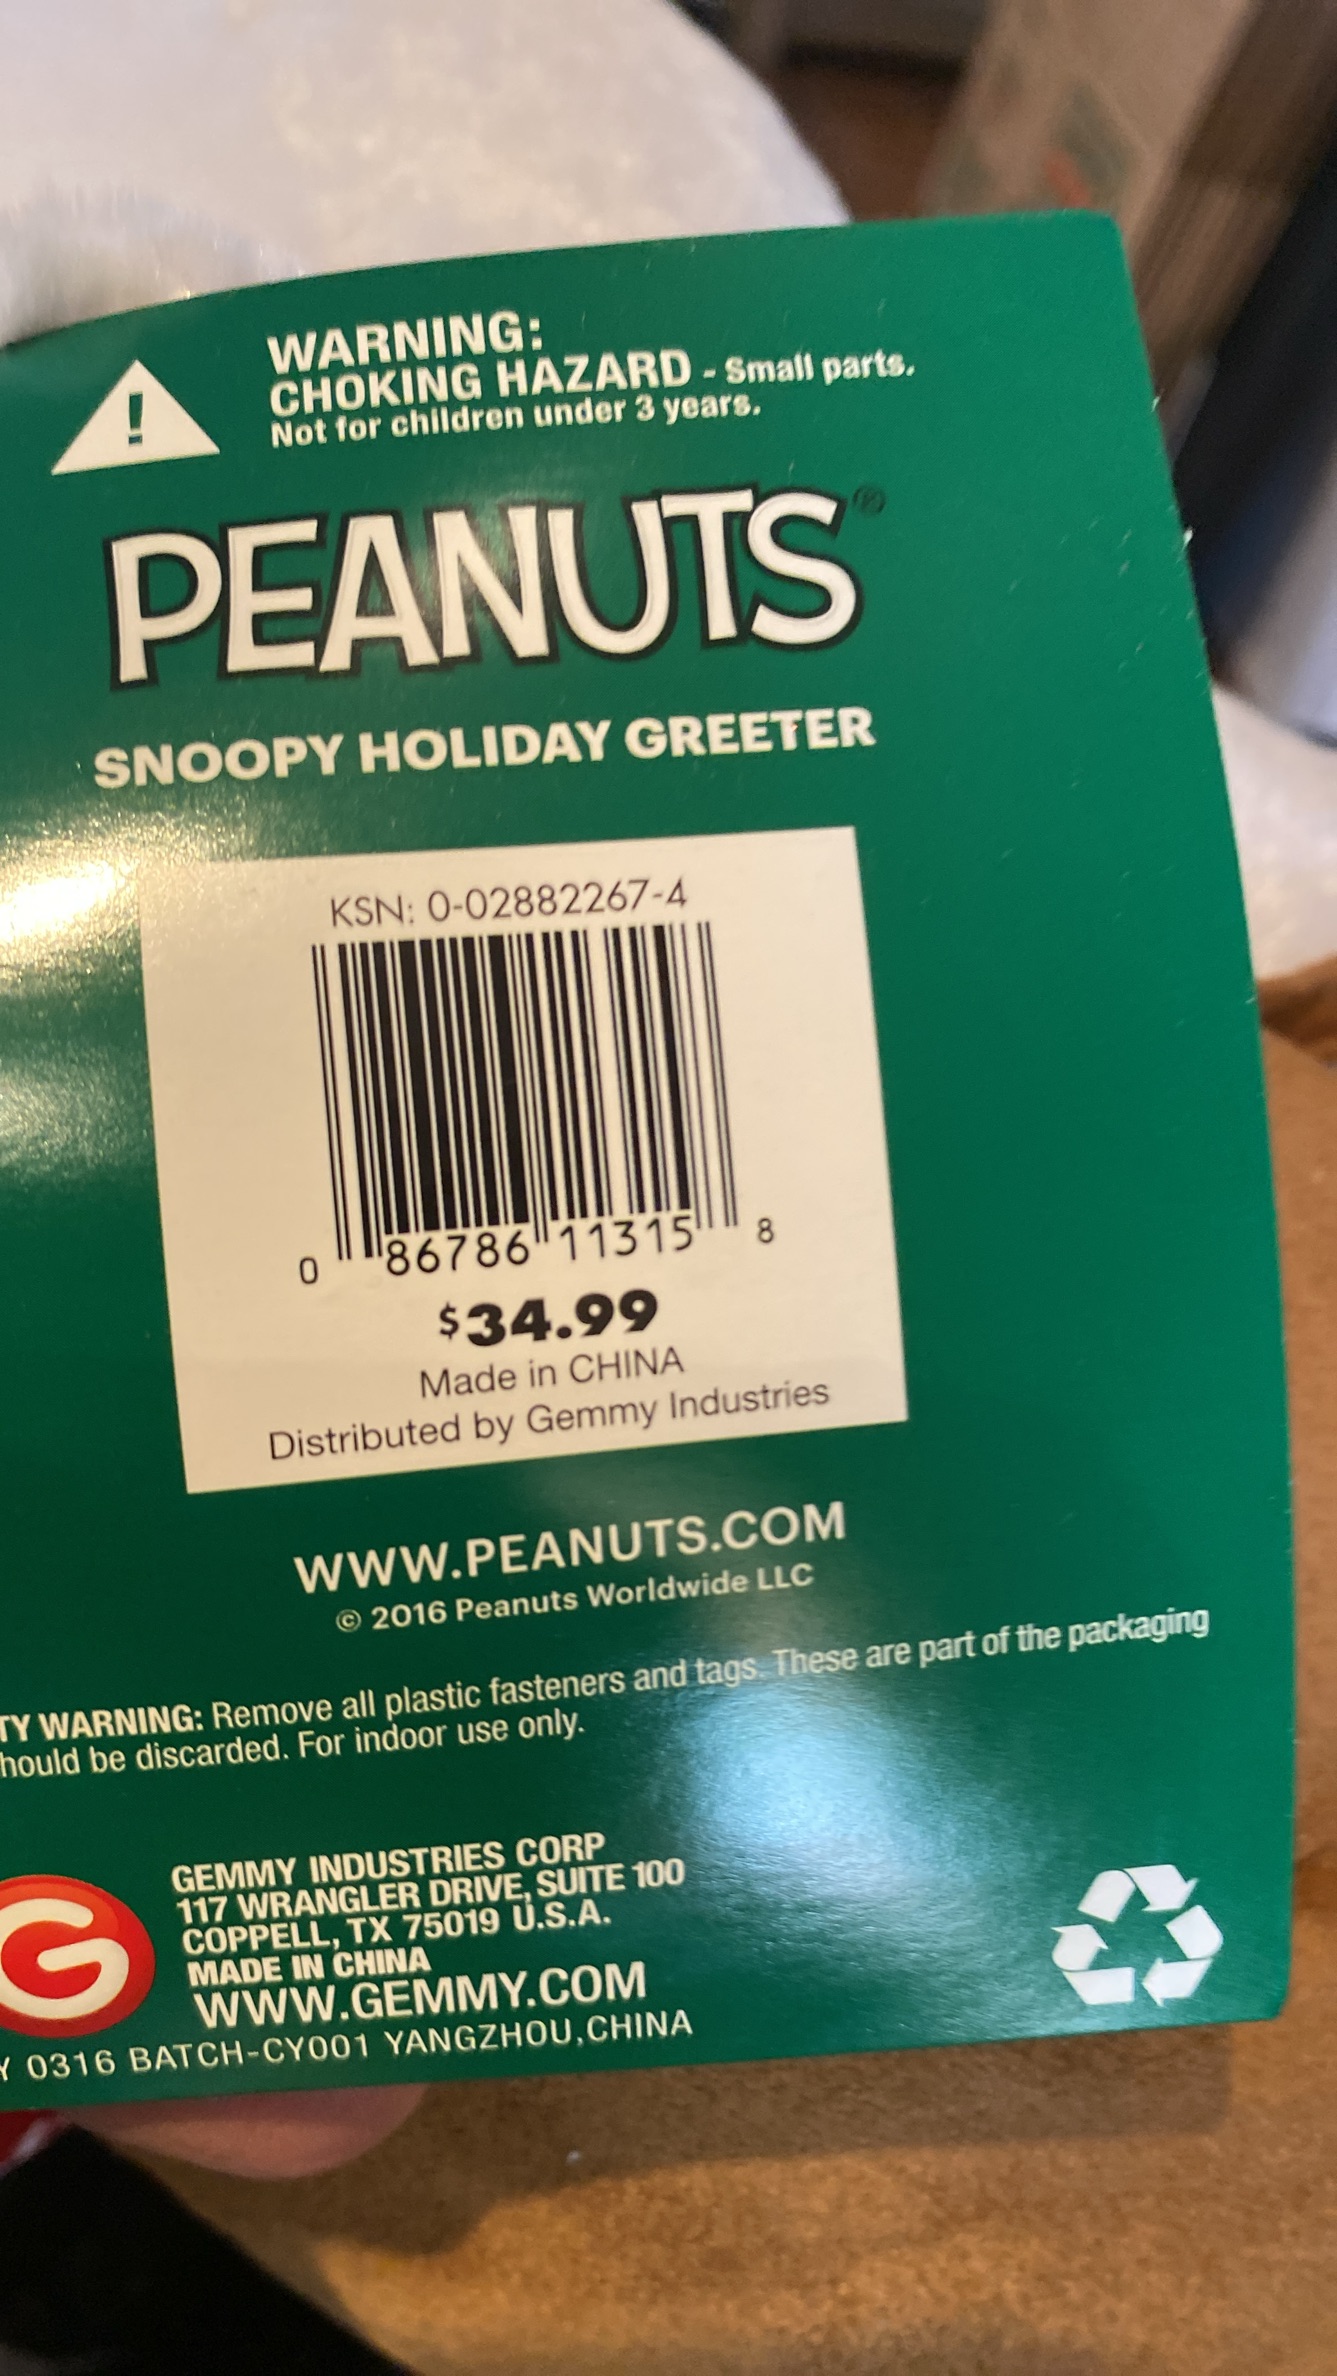 !
WARNING:
CHOKING HAZARD - Small parts.
Not for children under 3 years.
PEANUTS®
SNOOPY HOLIDAY GREETER
KSN: 0-02882267-4
0 86786 11315 8
$34.99
Made in CHINA
Distributed by Gemmy Industries
WWW.PEANUTS.COM
© 2016 Peanuts Worldwide LLC
TY WARNING: Remove all plastic fasteners and tags. These are part of the packaging
hould be discarded. For indoor use only.
G
GEMMY INDUSTRIES CORP
117 WRANGLER DRIVE, SUITE 100
COPPELL, TX 75019 U.S.A.
MADE IN CHINA
WWW.GEMMY.COM
Y 0316 BATCH-CY001 YANGZHOU,CHINA